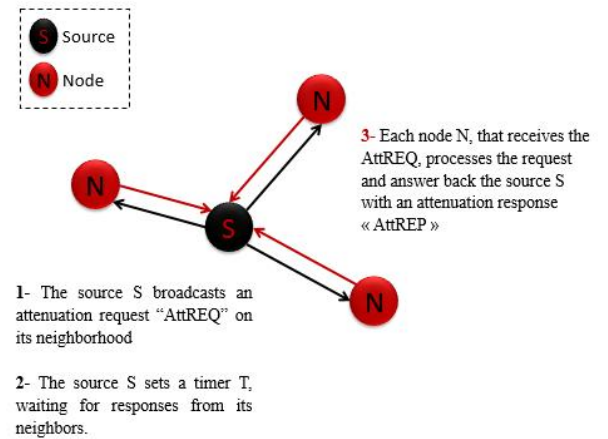 S Source
N Node
N
3- Each node N, that receives the
AttREQ, processes the request
and answer back the source S
with an attenuation response
« AttREP »
N
S
N
1- The source S broadcasts an
attenuation request “AttREQ” on
its neighborhood
2- The source S sets a timer T,
waiting for responses from its
neighbors.